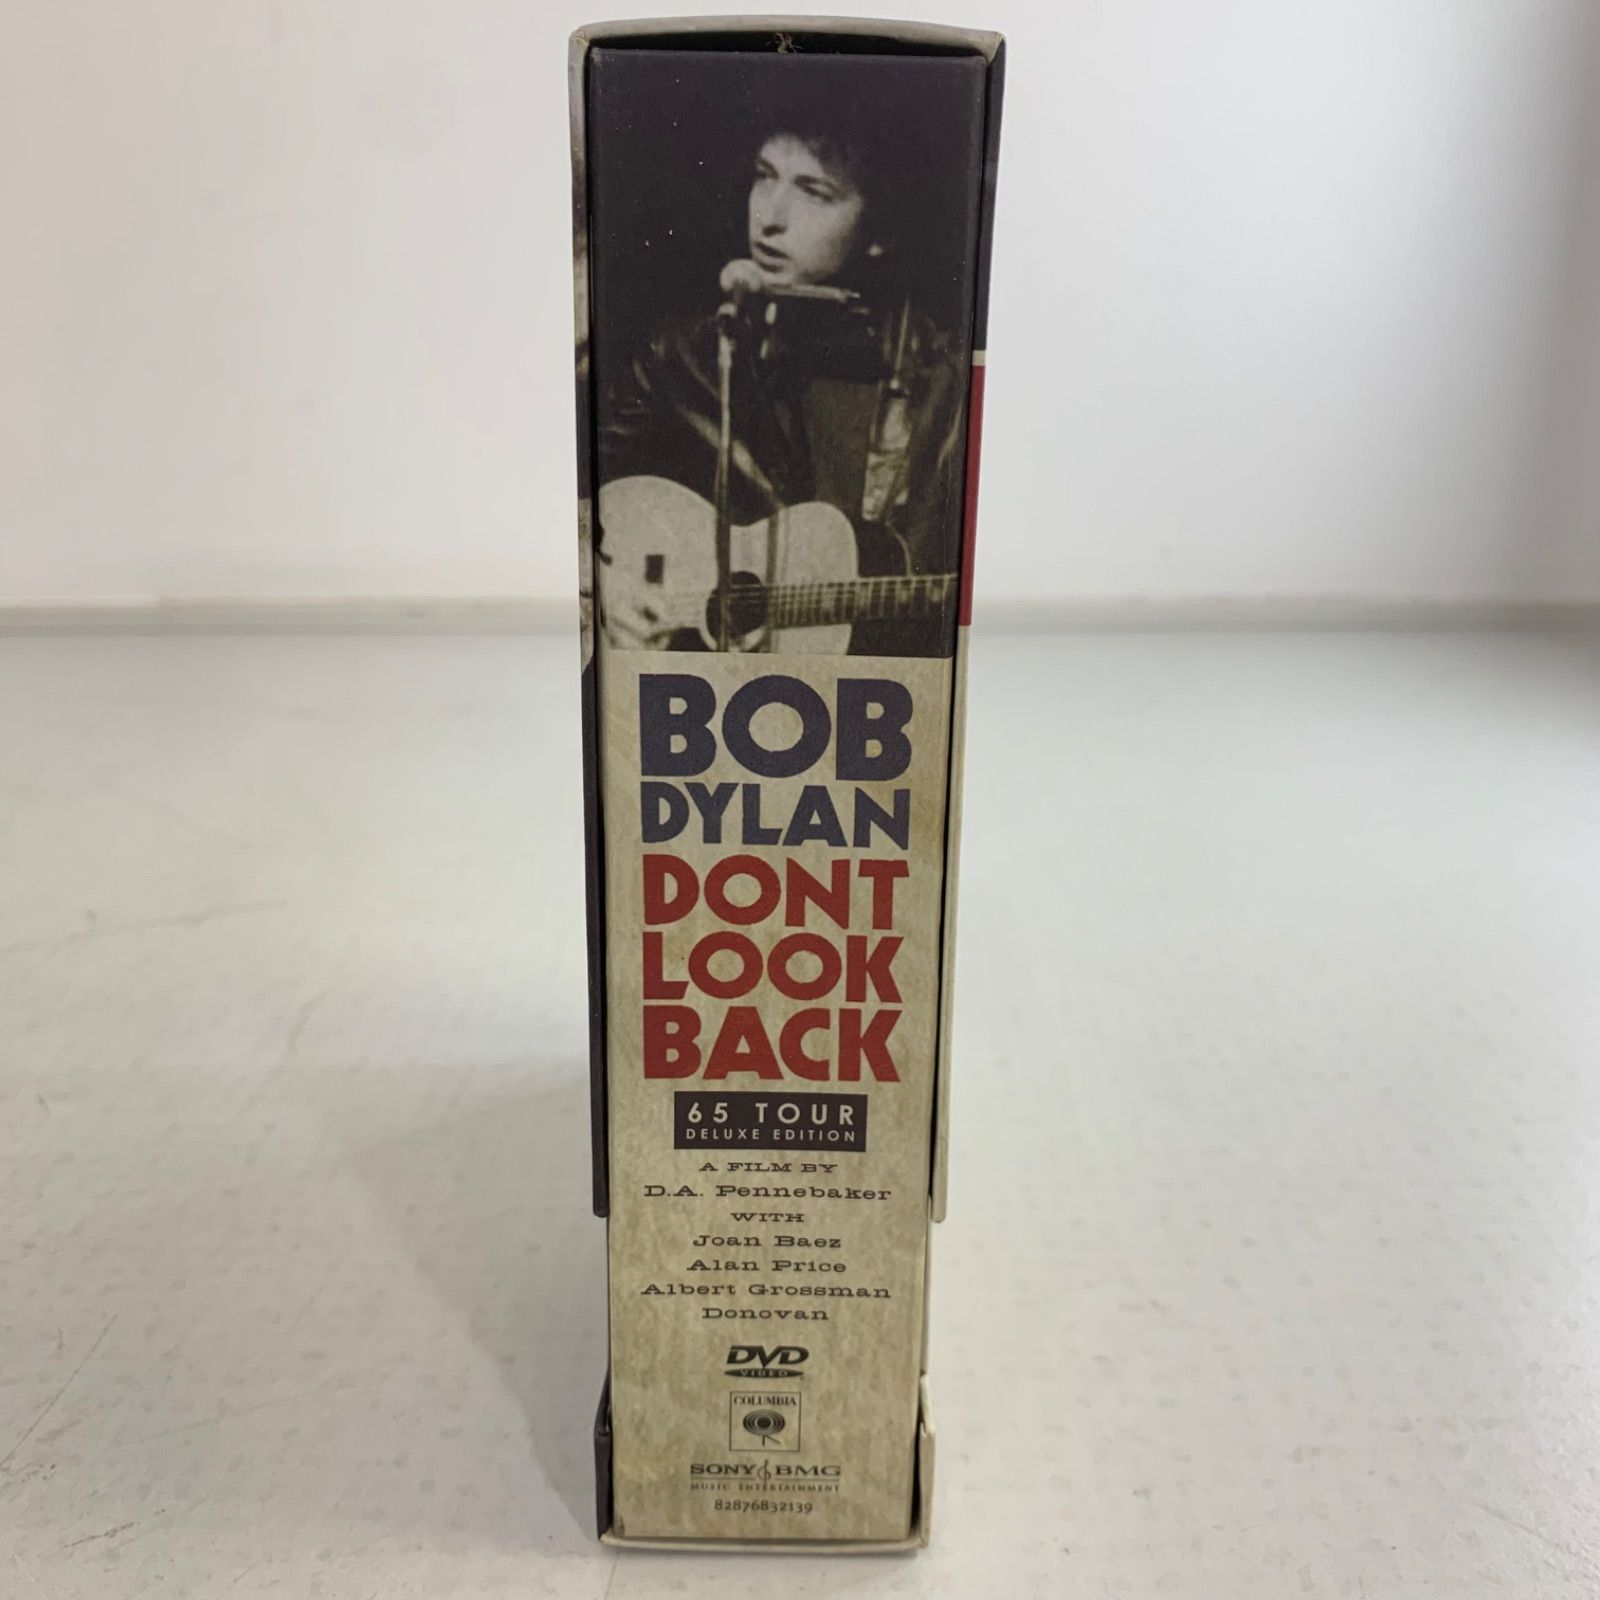 BOB
DYLAN
DONT
LOOK
BACK
65 TOUR
DELUXE EDITION
A FILM BY
D.A. Pennebaker
WITH
Joan Baez
Alan Price
Albert Grossman
Donovan
DVD
VIDEO
COLUMBIA
SONY BMG
MUSIC ENTERTAINMENT
82876832139